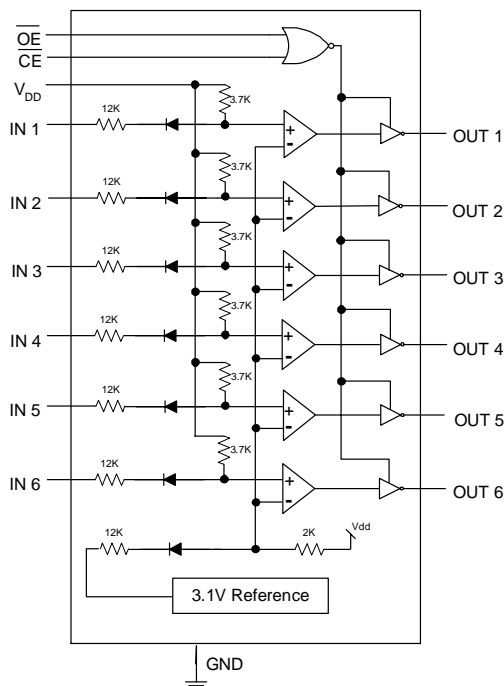 OE
CE
VDD
3.7K
12K
IN 1
+
-
OUT 1
3.7K
12K
IN 2
+
-
OUT 2
3.7K
12K
IN 3
+
-
OUT 3
3.7K
12K
IN 4
+
-
OUT 4
3.7K
12K
IN 5
+
-
OUT 5
3.7K
12K
IN 6
+
-
OUT 6
12K
2K
Vdd
3.1V Reference
GND